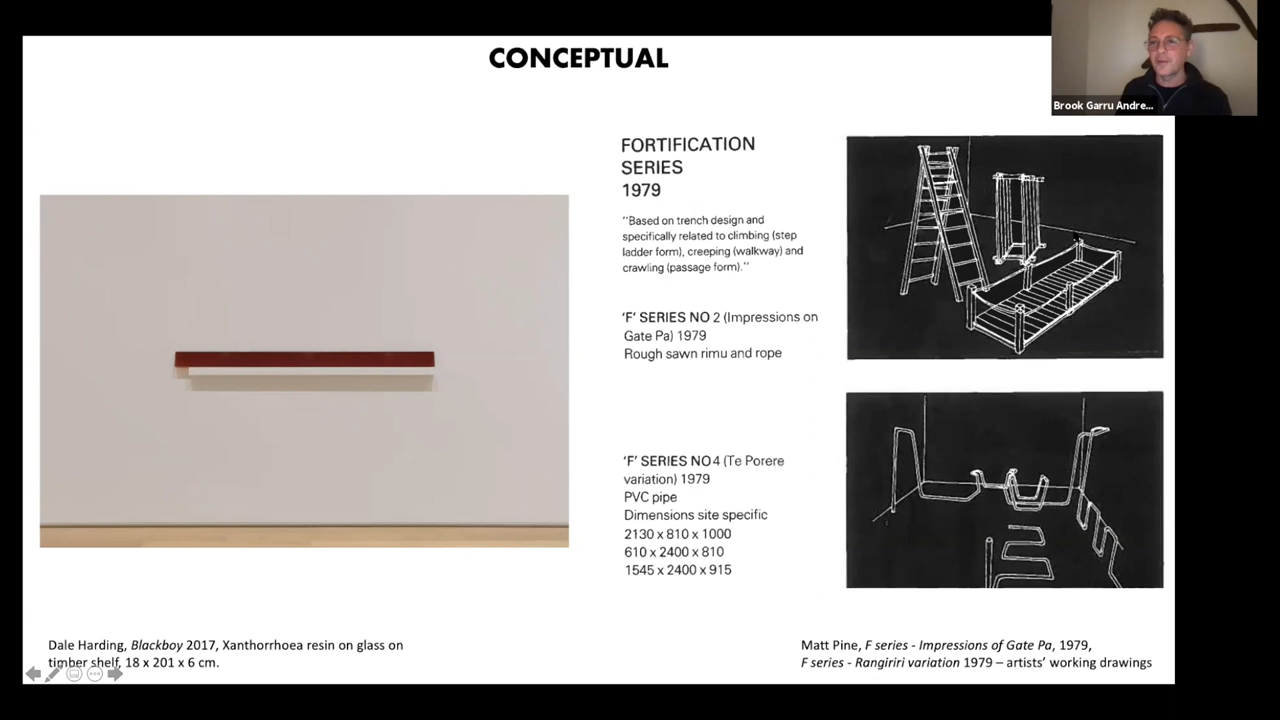 CONCEPTUAL
Brook Garru Andre...
FORTIFICATION
SERIES
1979
"Based on trench design and
specifically related to climbing (step
ladder form), creeping (walkway) and
crawling (passage form)."
'F' SERIES NO 2 (Impressions on
Gate Pa) 1979
Rough sawn rimu and rope
'F' SERIES NO 4 (Te Porere
variation) 1979
PVC pipe
Dimensions site specific
2130 x 810 x 1000
610 x 2400 x 810
1545 x 2400 x 915
Dale Harding, Blackboy 2017, Xanthorrhoea resin on glass on
timber shelf, 18 x 201 x 6 cm.
Matt Pine, F series - Impressions of Gate Pa, 1979,
F series - Rangiriri variation 1979 – artists' working drawings